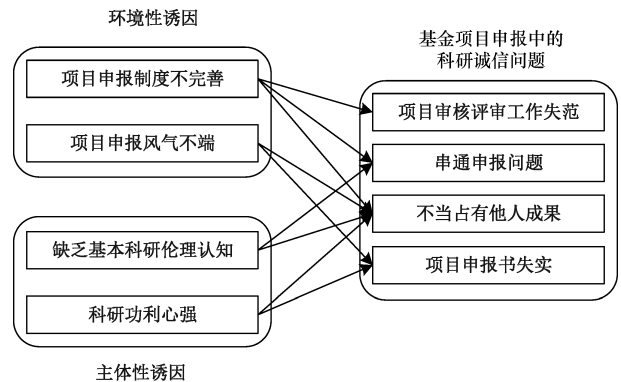 环境性诱因
项目申报制度不完善
项目申报风气不端
缺乏基本科研伦理认知
科研功利心强
主体性诱因
基金项目申报中的
科研诚信问题
项目审核评审工作失范
串通申报问题
不当占有他人成果
项目申报书失实